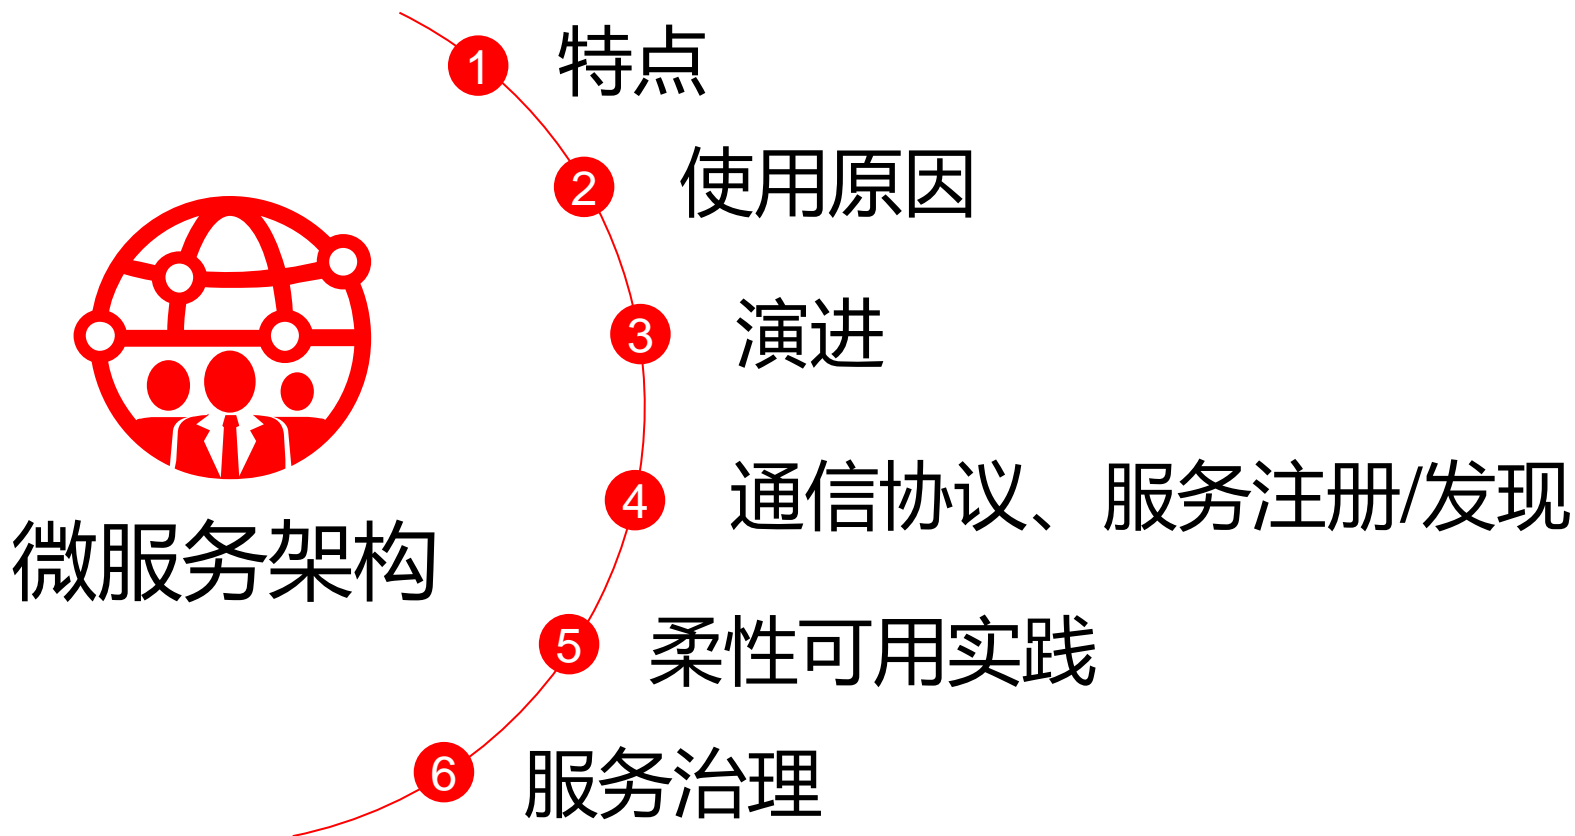 1 特点
2 使用原因
3 演进
4 通信协议、服务注册/发现
微服务架构
5 柔性可用实践
6 服务治理